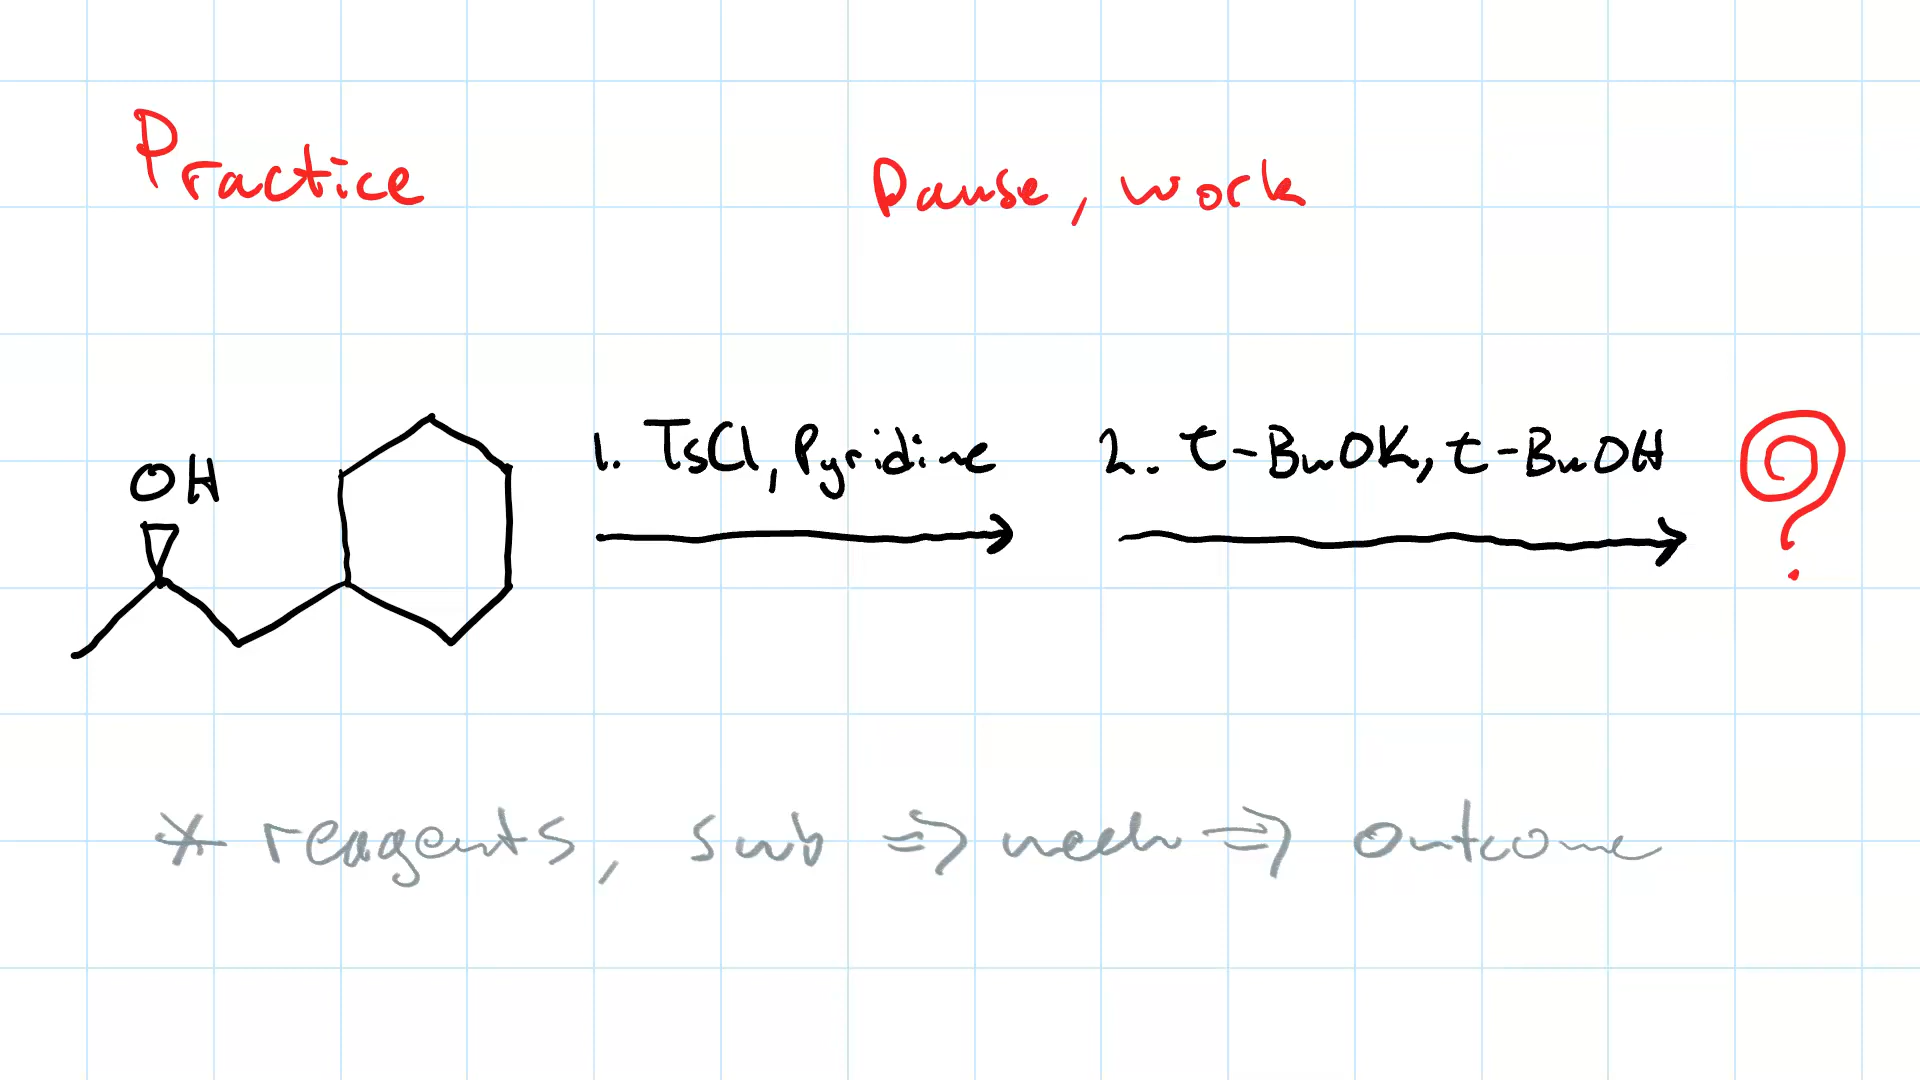 Practice
Pause, work
OH
1. TsCl, Pyridine
2. t-BuOK, t-BuOH
?
* reagents, sub => mech => outcome